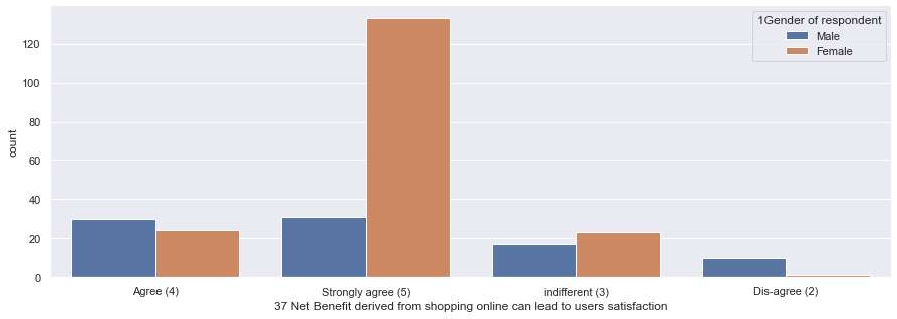 1Gender of respondent
Male
Female
count
120
100
80
60
40
20
0
Agree (4) Strongly agree (5) indifferent (3) Dis-agree (2)
37 Net Benefit derived from shopping online can lead to users satisfaction